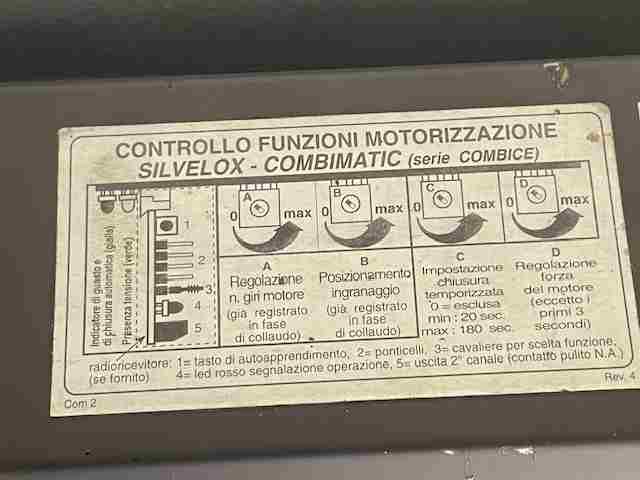 CONTROLLO FUNZIONI MOTORIZZAZIONE
SILVELOX - COMBIMATIC (serie COMBICE)
Indicatore di guasto e
di chiusura automatica (gialla)
Presenza tensione (verde)
1
2
3
4
5
A
0 max
B
0 max
C
0 max
D
0 max
A
Regolazione
n. giri motore
(già registrato
in fase
di collaudo)
B
Posizionamento
ingranaggio
(già registrato
in fase
di collaudo)
C
Impostazione
chiusura
temporizzata
0 = esclusa
min : 20 sec.
max : 180 sec.
D
Regolazione
forza
del motore
(eccetto i
primi 3
secondi)
radioricevitore: 1= tasto di autoapprendimento, 2= ponticelli, 3= cavaliere per scelta funzione,
(se fornito) 4= led rosso segnalazione operazione, 5= uscita 2° canale (contatto pulito N.A.)
Com 2
Rev. 4